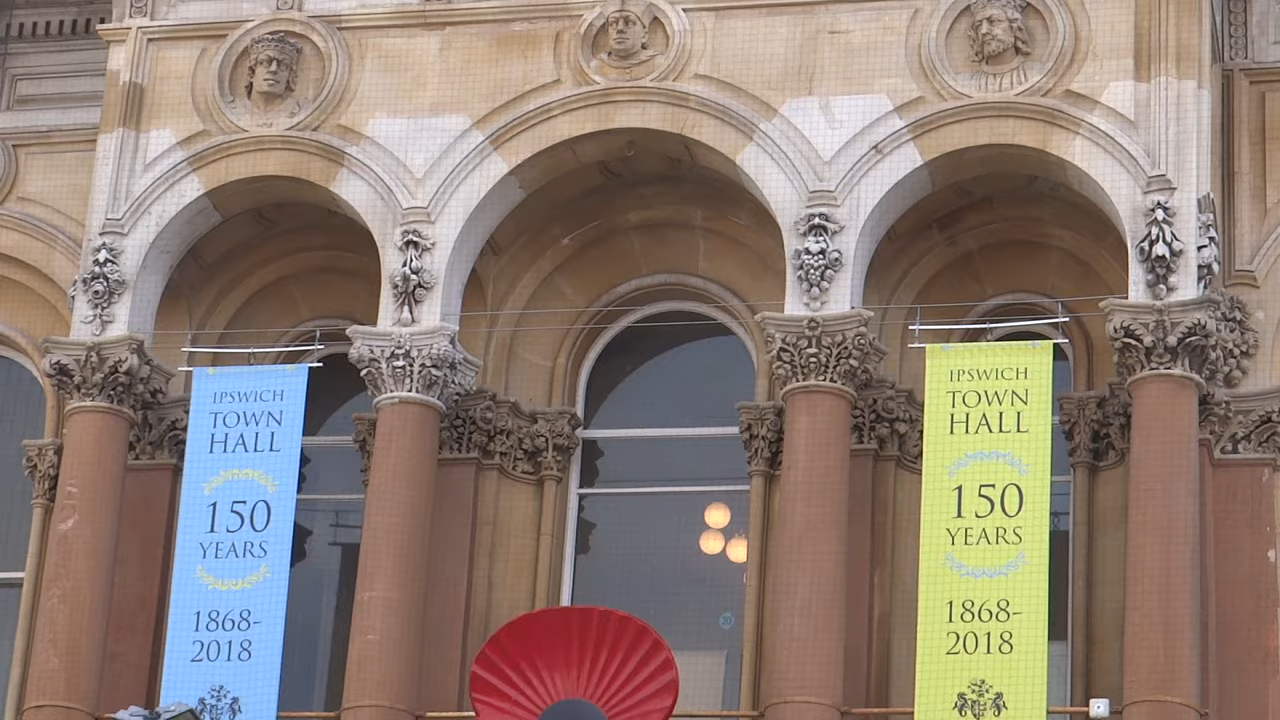 IPSWICH
TOWN
HALL
150
YEARS
1868-
2018
IPSWICH
TOWN
HALL
150
YEARS
1868-
2018